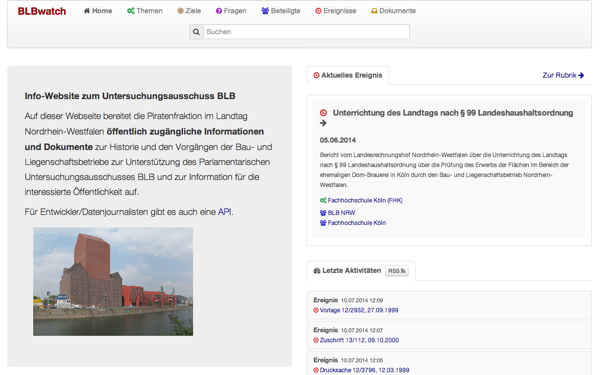 BLBwatch Home Themen Ziele Fragen Beteiligte Ereignisse Dokumente
Suchen
Info-Website zum Untersuchungsausschuss BLB
Auf dieser Webseite bereitet die Piratenfraktion im Landtag
Nordrhein-Westfalen öffentlich zugängliche Informationen
und Dokumente zu Historie und den Vorgängen der Bau- und
Liegenschaftsbetriebe zur Unterstützung des Parlamentarischen
Untersuchungsausschusses BLB und zur Information für die
interessierte Öffentlichkeit auf.
Für Entwickler/Datenjournalisten gibt es auch eine API.
Aktuelles Ereignis
Zur Rubrik
Unterrichtung des Landtags nach § 99 Landeshaushaltsordnung
05.06.2014
Bericht vom Landesrechnungshof Nordrhein-Westfalen über die Unterrichtung des Landtags
nach § 99 Landeshaushaltsordnung über die Prüfung des Erwerbs der Flächen im Bereich der
ehemaligen Dom-Brauerei in Köln durch den Bau- und Liegenschaftsbetrieb Nordrhein-
Westfalen.
Fachhochschule Köln (FHK)
BLB NRW
Fachhochschule Köln
Letzte Aktivitäten RSS
Ereignis 10.07.2014 12:09
Vorlage 12/2932, 27.09.1999
Ereignis 10.07.2014 12:07
Zuschrift 13/112, 09.10.2000
Ereignis 10.07.2014 12:05
Drucksache 12/3796, 12.03.1999